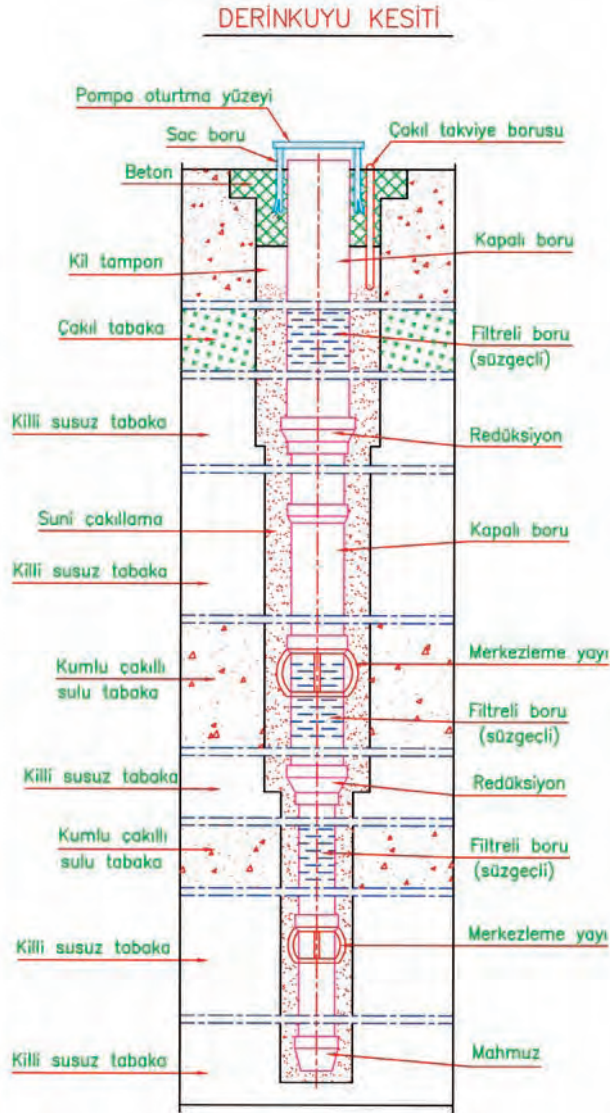 DERİNKUYU KESİTİ
Pompa oturtma yüzeyi
Sac boru
Çakıl takviye borusu
Beton
Kapalı boru
Kil tampon
Çakıl tabaka
Filtreli boru
(süzgeçli)
Killi susuz tabaka
Redüksiyon
Suni çakıllama
Kapalı boru
Killi susuz tabaka
Merkezleme yayı
Kumlu çakıllı
sulu tabaka
Filtreli boru
(süzgeçli)
Killi susuz tabaka
Redüksiyon
Kumlu çakıllı
sulu tabaka
Filtreli boru
(süzgeçli)
Killi susuz tabaka
Merkezleme yayı
Killi susuz tabaka
Mahmuz